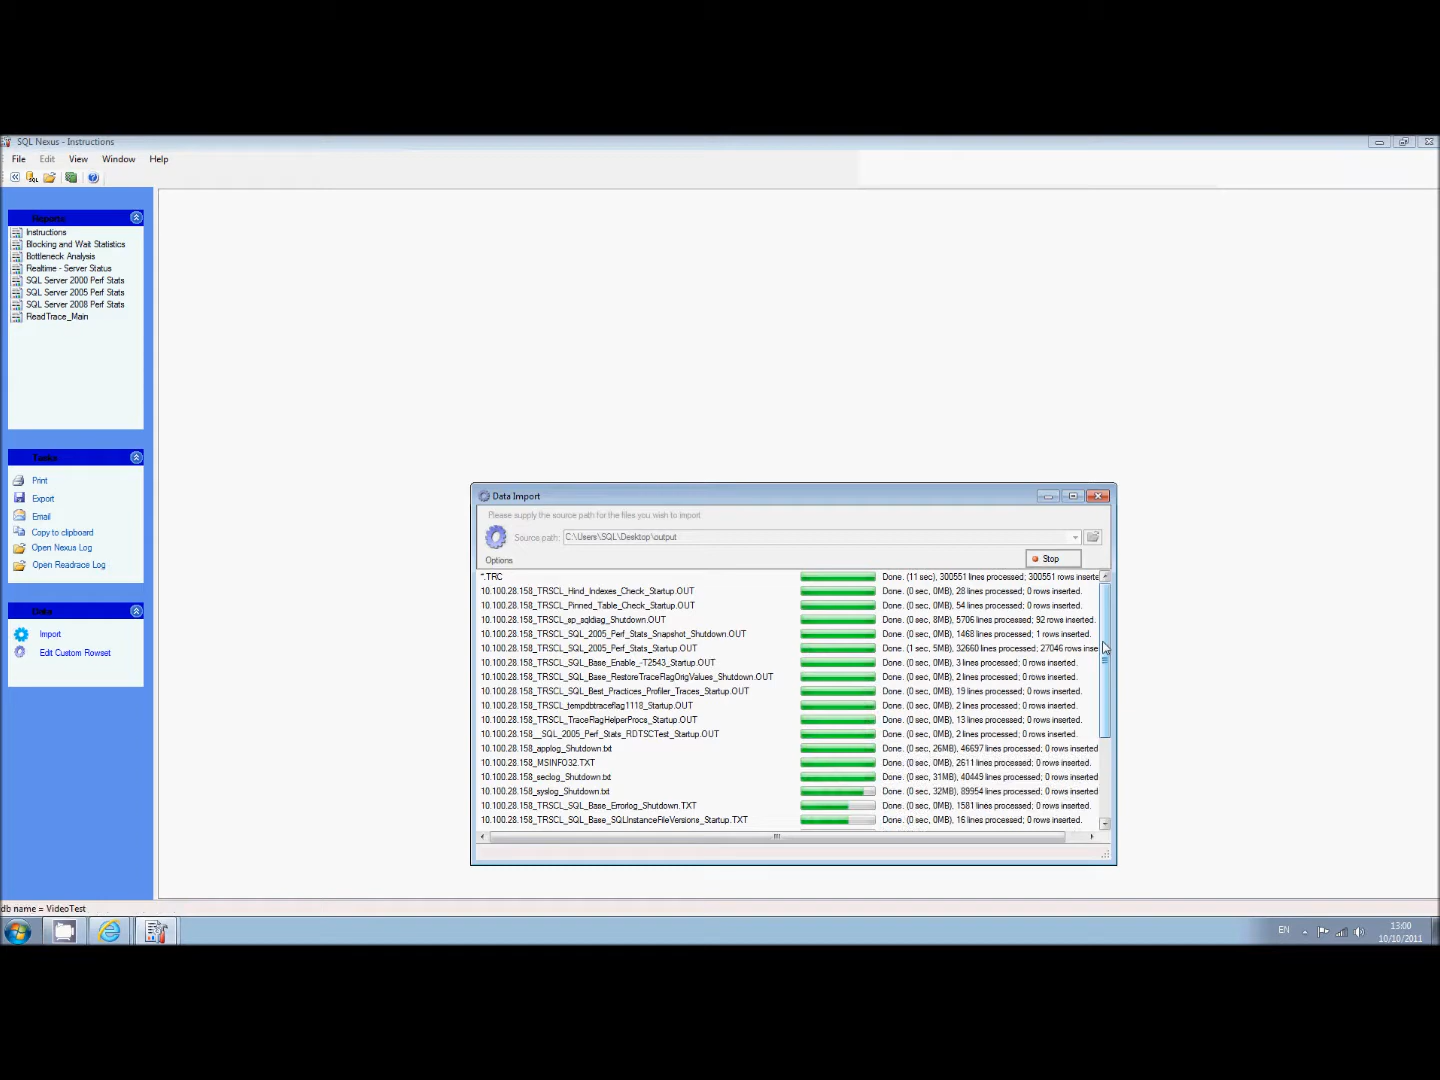 SQL Nexus - Instructions
File Edit View Window Help
Reports
Instructions
Blocking and Wait Statistics
Bottleneck Analysis
Realtime - Server Status
SQL Server 2000 Perf Stats
SQL Server 2005 Perf Stats
SQL Server 2008 Perf Stats
ReadTrace_Main
Tasks
Print
Export
Email
Copy to clipboard
Open Nexus Log
Open Readtrace Log
Links
Import
Edit Custom Rowset
Data Import
Please supply the source path for the files you wish to import
Source path: C:\Users\SQL\Desktop\output
Options Stop
*.TRC Done. (11 sec), 300551 lines processed; 300551 rows inserte
10.100.28.158_TRSCL_Hind_Indexes_Check_Startup.OUT Done. (0 sec, 0MB), 28 lines processed; 0 rows inserted.
10.100.28.158_TRSCL_Pinned_Table_Check_Startup.OUT Done. (0 sec, 0MB), 54 lines processed; 0 rows inserted.
10.100.28.158_TRSCL_sp_sqldiag_Shutdown.OUT Done. (0 sec, 8MB), 5706 lines processed; 92 rows inserted.
10.100.28.158_TRSCL_SQL_2005_Perf_Stats_Snapshot_Shutdown.OUT Done. (0 sec, 0MB), 1468 lines processed; 1 rows inserted.
10.100.28.158_TRSCL_SQL_2005_Perf_Stats_Startup.OUT Done. (1 sec, 5MB), 32660 lines processed; 27046 rows inse
10.100.28.158_TRSCL_SQL_Base_Enable_-T2543_Startup.OUT Done. (0 sec, 0MB), 3 lines processed; 0 rows inserted.
10.100.28.158_TRSCL_SQL_Base_RestoreTraceFlagOrigValues_Shutdown.OUT Done. (0 sec, 0MB), 2 lines processed; 0 rows inserted.
10.100.28.158_TRSCL_SQL_Best_Practices_Profiler_Traces_Startup.OUT Done. (0 sec, 0MB), 19 lines processed; 0 rows inserted.
10.100.28.158_TRSCL_tempdbtraceflag1118_Startup.OUT Done. (0 sec, 0MB), 2 lines processed; 0 rows inserted.
10.100.28.158_TRSCL_TraceFlagHelperProcs_Startup.OUT Done. (0 sec, 0MB), 13 lines processed; 0 rows inserted.
10.100.28.158__SQL_2005_Perf_Stats_RDTSCTest_Startup.OUT Done. (0 sec, 0MB), 2 lines processed; 0 rows inserted.
10.100.28.158_applog_Shutdown.txt Done. (0 sec, 26MB), 46697 lines processed; 0 rows inserted
10.100.28.158_MSINFO32.TXT Done. (0 sec, 0MB), 2611 lines processed; 0 rows inserted.
10.100.28.158_seclog_Shutdown.txt Done. (0 sec, 31MB), 40449 lines processed; 0 rows inserted
10.100.28.158_syslog_Shutdown.txt Done. (0 sec, 32MB), 89954 lines processed; 0 rows inserted
10.100.28.158_TRSCL_SQL_Base_Errorlog_Shutdown.TXT Done. (0 sec, 0MB), 1581 lines processed; 0 rows inserted.
10.100.28.158_TRSCL_SQL_Base_SQLInstanceFileVersions_Startup.TXT Done. (0 sec, 0MB), 16 lines processed; 0 rows inserted.
db name = VideoTest
EN 13:00
10/10/2011